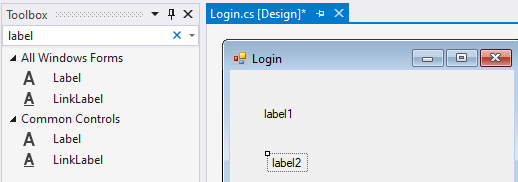 Toolbox
label
All Windows Forms
Label
LinkLabel
Common Controls
Label
LinkLabel
Login.cs [Design]*
Login
label1
label2